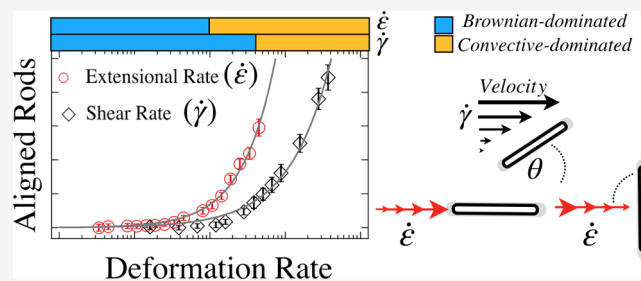 ε̇
γ̇
Brownian-dominated
Convective-dominated
Extensional Rate (ε̇)
Shear Rate (γ̇)
Aligned Rods
Deformation Rate
Velocity
γ̇
θ
ε̇
ε̇